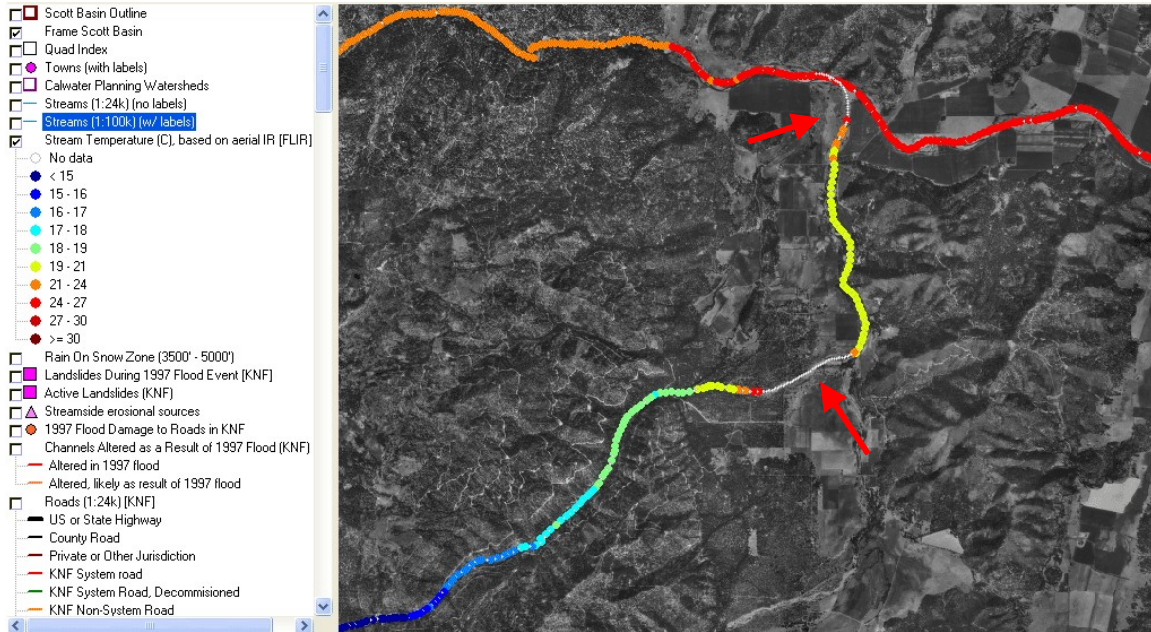 Scott Basin Outline
Frame Scott Basin
Quad Index
Towns (with labels)
Calwater Planning Watersheds
Streams (1:24k) (no labels)
Streams (1:100k) (w/ labels)
Stream Temperature (C), based on aerial IR [FLIR]
No data
< 15
15 - 16
16 - 17
17 - 18
18 - 19
19 - 21
21 - 24
24 - 27
27 - 30
>= 30
Rain On Snow Zone (3500' - 5000')
Landslides During 1997 Flood Event [KNF]
Active Landslides (KNF)
Streamside erosional sources
1997 Flood Damage to Roads in KNF
Channels Altered as a Result of 1997 Flood (KNF)
Altered in 1997 flood
Altered, likely as result of 1997 flood
Roads (1:24k) [KNF]
US or State Highway
County Road
Private or Other Jurisdiction
KNF System road
KNF System Road, Decommisioned
KNF Non-System Road